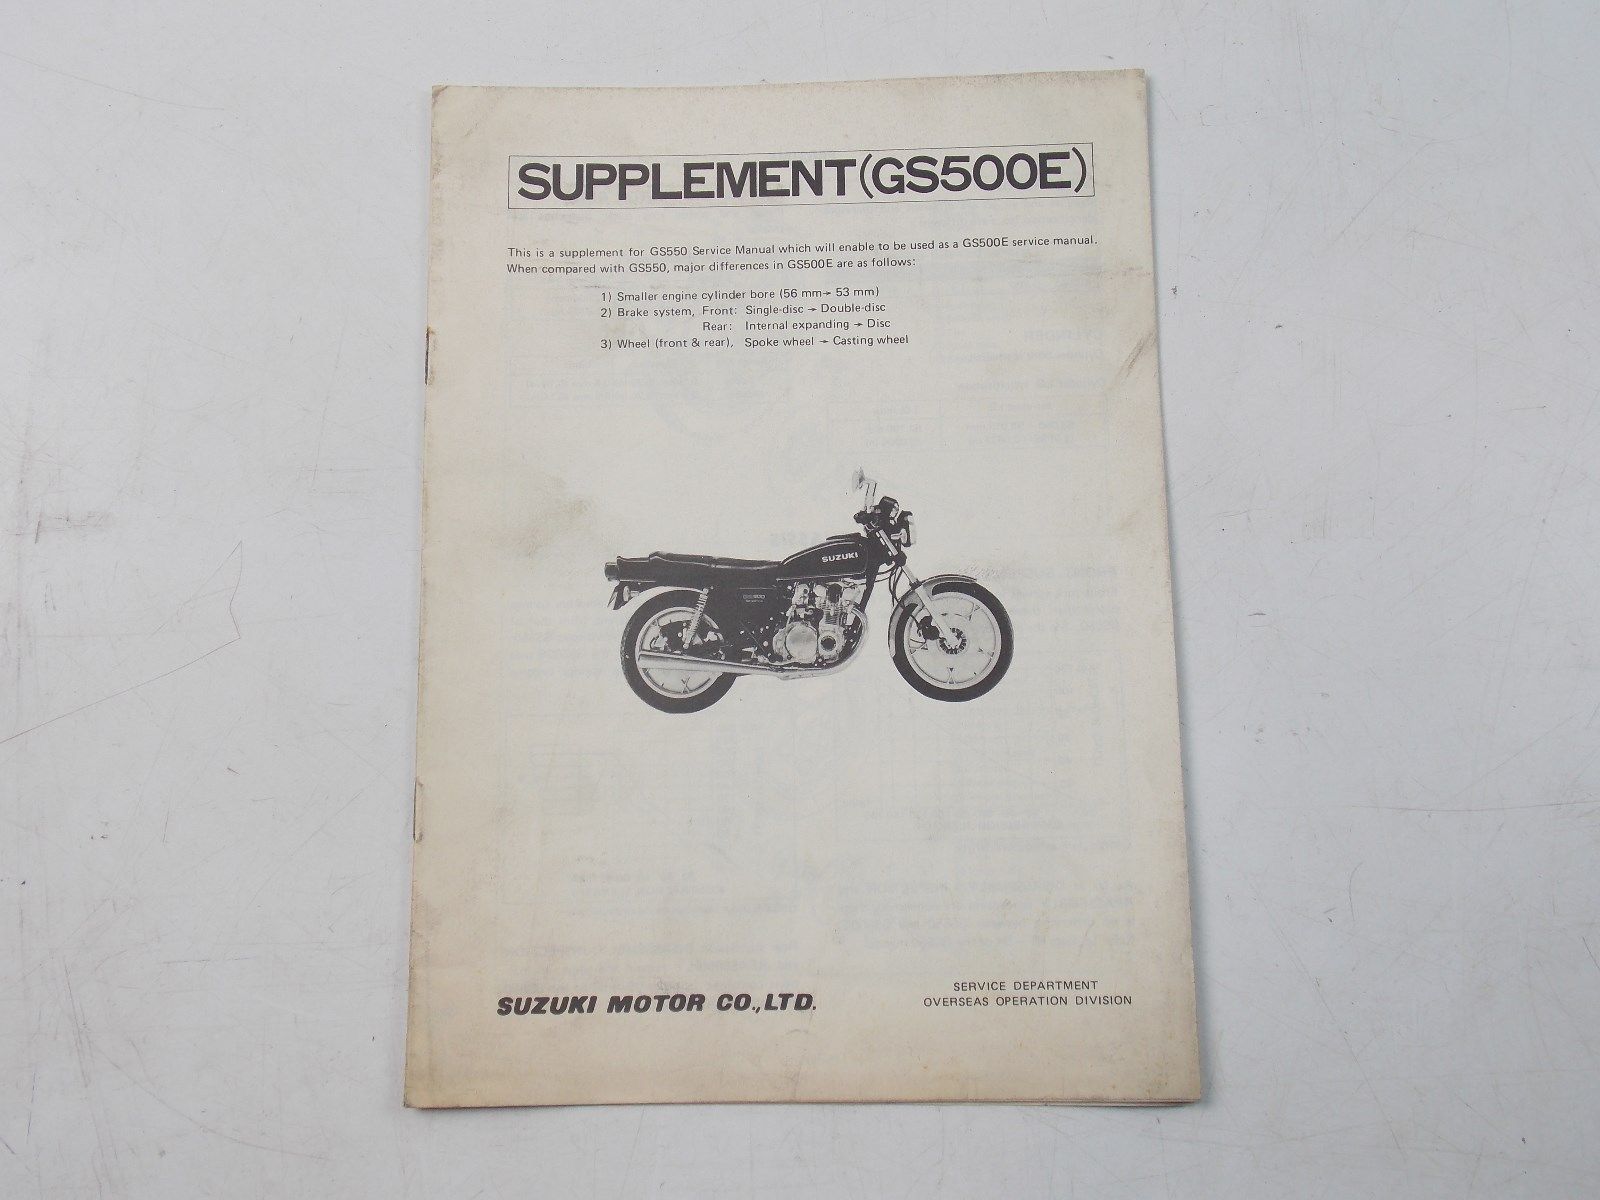 SUPPLEMENT(GS500E)
This is a supplement for GS550 Service Manual which will enable to be used as a GS500E service manual.
When compared with GS550, major differences in GS500E are as follows:
1) Smaller engine cylinder bore (56 mm→ 53 mm)
2) Brake system, Front: Single-disc → Double-disc
Rear: Internal expanding → Disc
3) Wheel (front & rear), Spoke wheel → Casting wheel
SUZUKI
SUZUKI MOTOR CO.,LTD.
SERVICE DEPARTMENT
OVERSEAS OPERATION DIVISION